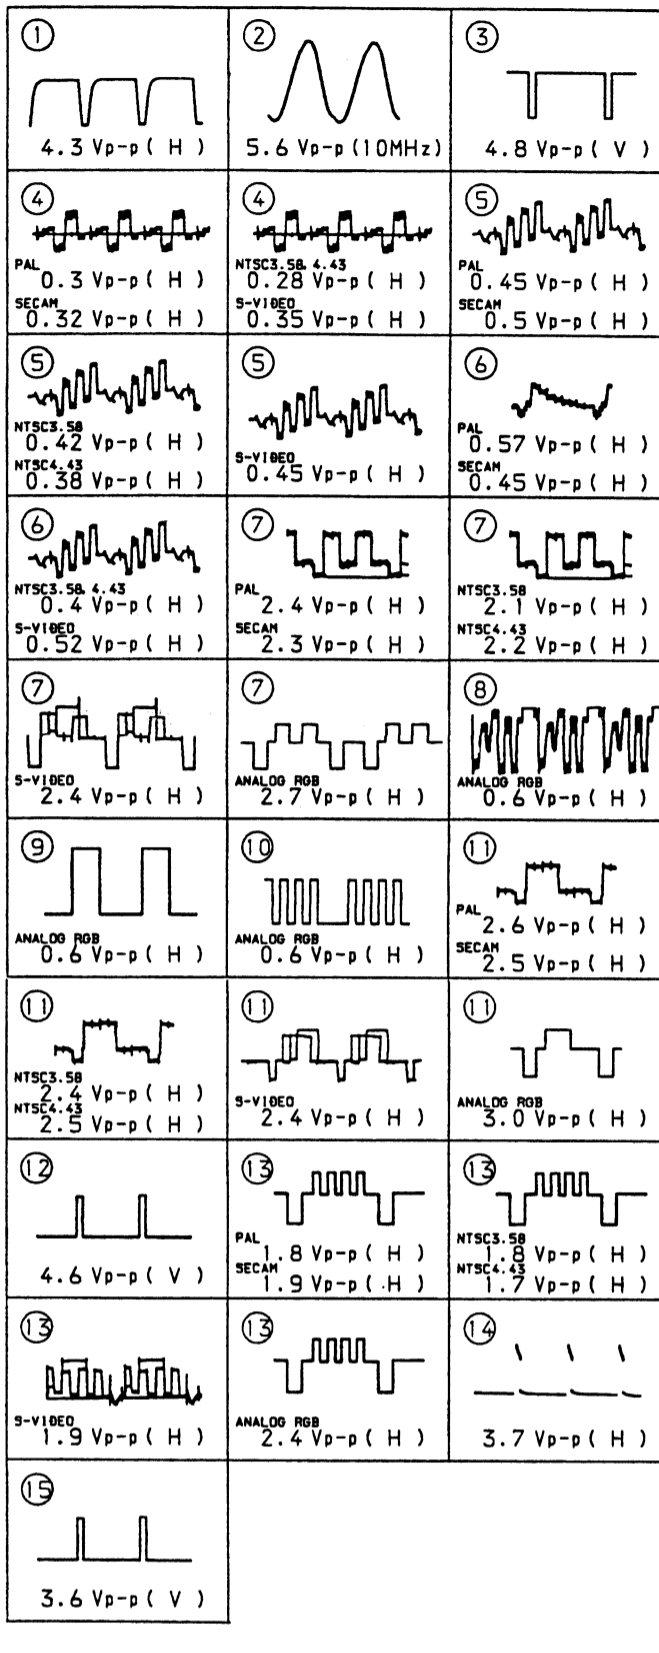 ①
4.3 Vp-p ( H )
②
5.6 Vp-p (10MHz)
③
4.8 Vp-p ( V )
④
PAL
0.3 Vp-p ( H )
SECAM
0.32 Vp-p ( H )
④
NTSC3.58, 4.43
0.28 Vp-p ( H )
S-VIDEO
0.35 Vp-p ( H )
⑤
PAL
0.45 Vp-p ( H )
SECAM
0.5 Vp-p ( H )
⑤
NTSC3.58
0.42 Vp-p ( H )
NTSC4.43
0.38 Vp-p ( H )
⑤
S-VIDEO
0.45 Vp-p ( H )
⑥
PAL
0.57 Vp-p ( H )
SECAM
0.45 Vp-p ( H )
⑥
NTSC3.58, 4.43
0.4 Vp-p ( H )
S-VIDEO
0.52 Vp-p ( H )
⑦
PAL
2.4 Vp-p ( H )
SECAM
2.3 Vp-p ( H )
⑦
NTSC3.58
2.1 Vp-p ( H )
NTSC4.43
2.2 Vp-p ( H )
⑦
S-VIDEO
2.4 Vp-p ( H )
⑦
ANALOG RGB
2.7 Vp-p ( H )
⑧
ANALOG RGB
0.6 Vp-p ( H )
⑨
ANALOG RGB
0.6 Vp-p ( H )
⑩
ANALOG RGB
0.6 Vp-p ( H )
⑪
PAL
2.6 Vp-p ( H )
SECAM
2.5 Vp-p ( H )
⑪
NTSC3.58
2.4 Vp-p ( H )
NTSC4.43
2.5 Vp-p ( H )
⑪
S-VIDEO
2.4 Vp-p ( H )
⑪
ANALOG RGB
3.0 Vp-p ( H )
⑫
4.6 Vp-p ( V )
⑬
PAL
1.8 Vp-p ( H )
SECAM
1.9 Vp-p ( H )
⑬
NTSC3.58
1.8 Vp-p ( H )
NTSC4.43
1.7 Vp-p ( H )
⑬
S-VIDEO
1.9 Vp-p ( H )
⑬
ANALOG RGB
2.4 Vp-p ( H )
⑭
3.7 Vp-p ( H )
⑮
3.6 Vp-p ( V )